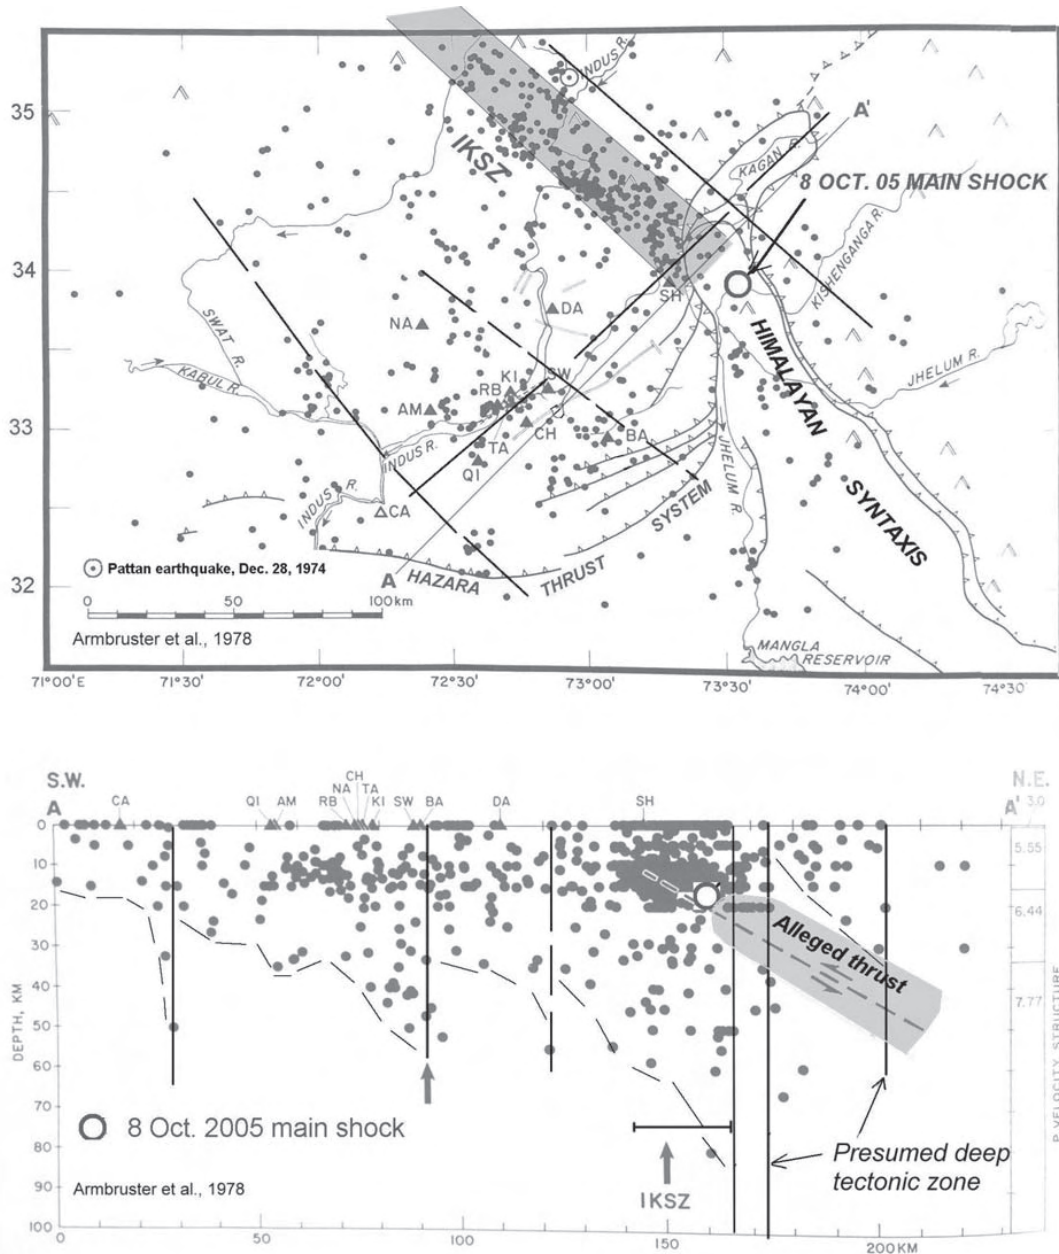 INDUS R.
35
A'
KAGAN R.
IKSZ
8 OCT. 05 MAIN SHOCK
KISHENGANGA R.
34
SH
DA
NA
SWAT R.
HIMALAYAN
JHELUM R.
KABUL R.
KI
SW
RB
AM
33
TA
CH
BA
INDUS R.
QI
JHELUM R.
SYNTAXIS
INDUS R.
CA
SYSTEM
Pattan earthquake, Dec. 28, 1974
A
HAZARA
THRUST
32
0 50 100 km
Armbruster et al., 1978
MANGLA
RESERVOIR
71°00'E 71°30' 72°00' 72°30' 73°00' 73°30' 74°00' 74°30'
S.W.
N.E.
A
A'
CH
NA TA
CA QI AM RB KI SW BA DA SH
3.0
0
5.55
10
20
6.44
30
Alleged thrust
40
7.77
50
60
70
80
90
100
DEPTH, KM
P VELOCITY STRUCTURE
8 Oct. 2005 main shock
Presumed deep
tectonic zone
Armbruster et al., 1978
IKSZ
0 50 100 150 200 KM